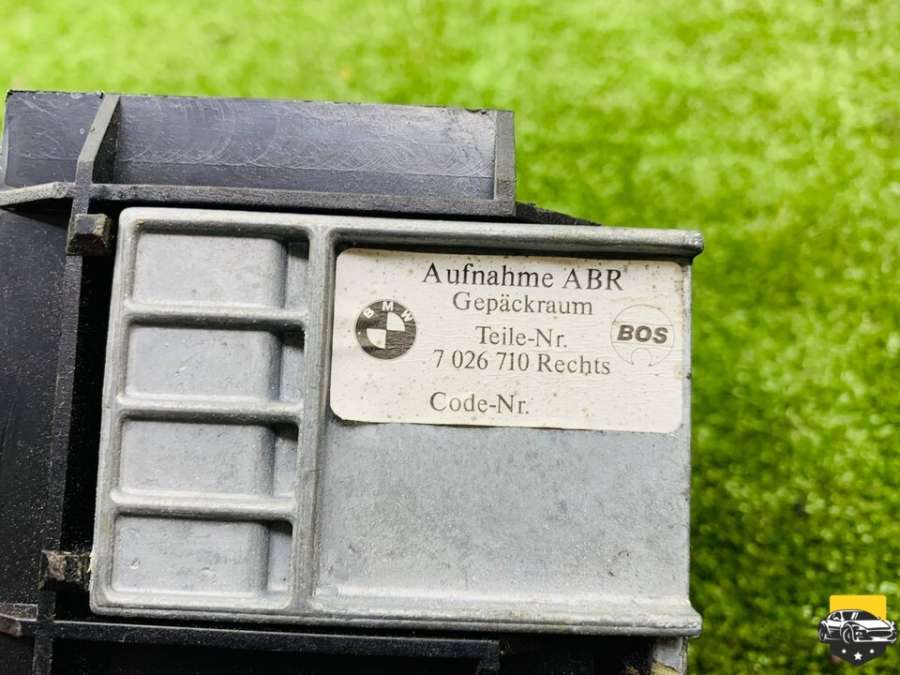 Aufnahme ABR
Gepäckraum
BMW
Teile-Nr.
BOS
7 026 710 Rechts
Code-Nr.